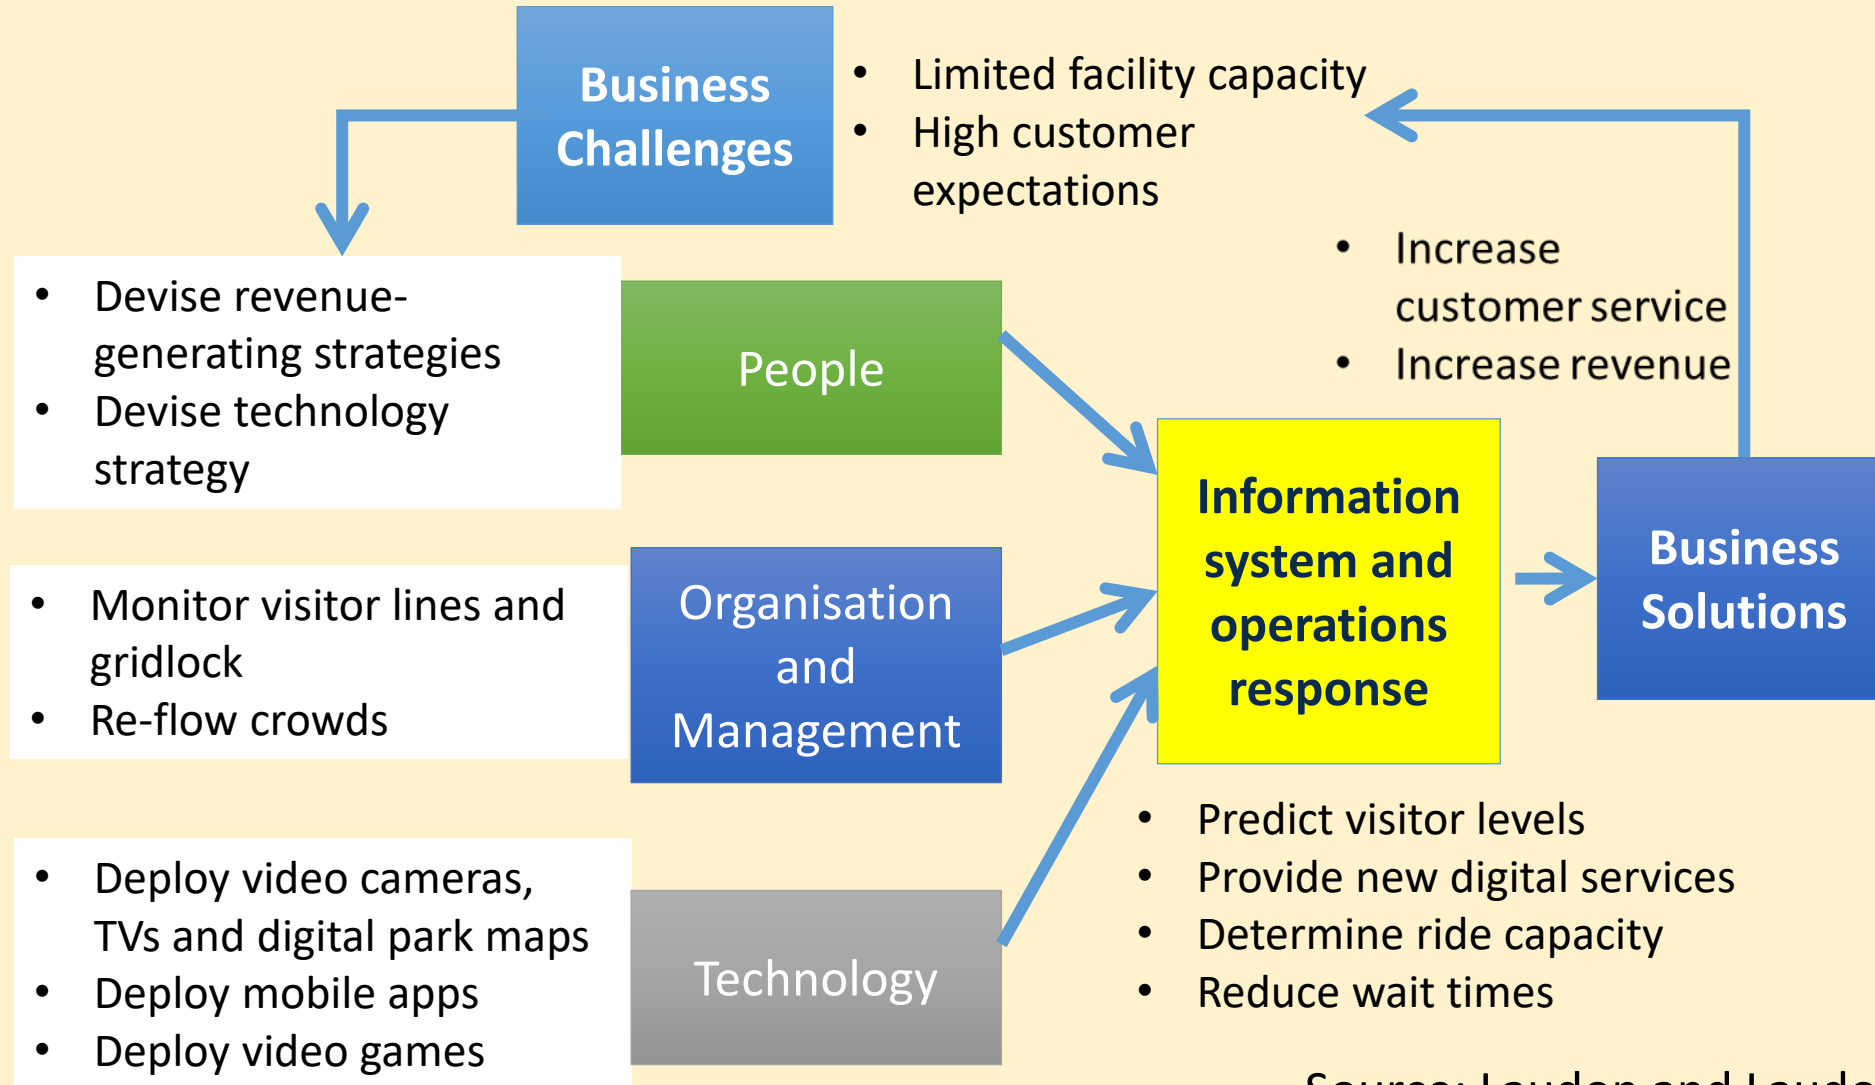 Business
Challenges
• Limited facility capacity
• High customer
expectations
• Increase
customer service
• Increase revenue
• Devise revenue-
generating strategies
• Devise technology
strategy
People
• Monitor visitor lines and
gridlock
• Re-flow crowds
Organisation
and
Management
• Deploy video cameras,
TVs and digital park maps
• Deploy mobile apps
• Deploy video games
Technology
Information
system and
operations
response
Business
Solutions
• Predict visitor levels
• Provide new digital services
• Determine ride capacity
• Reduce wait times
Source: Laudon and